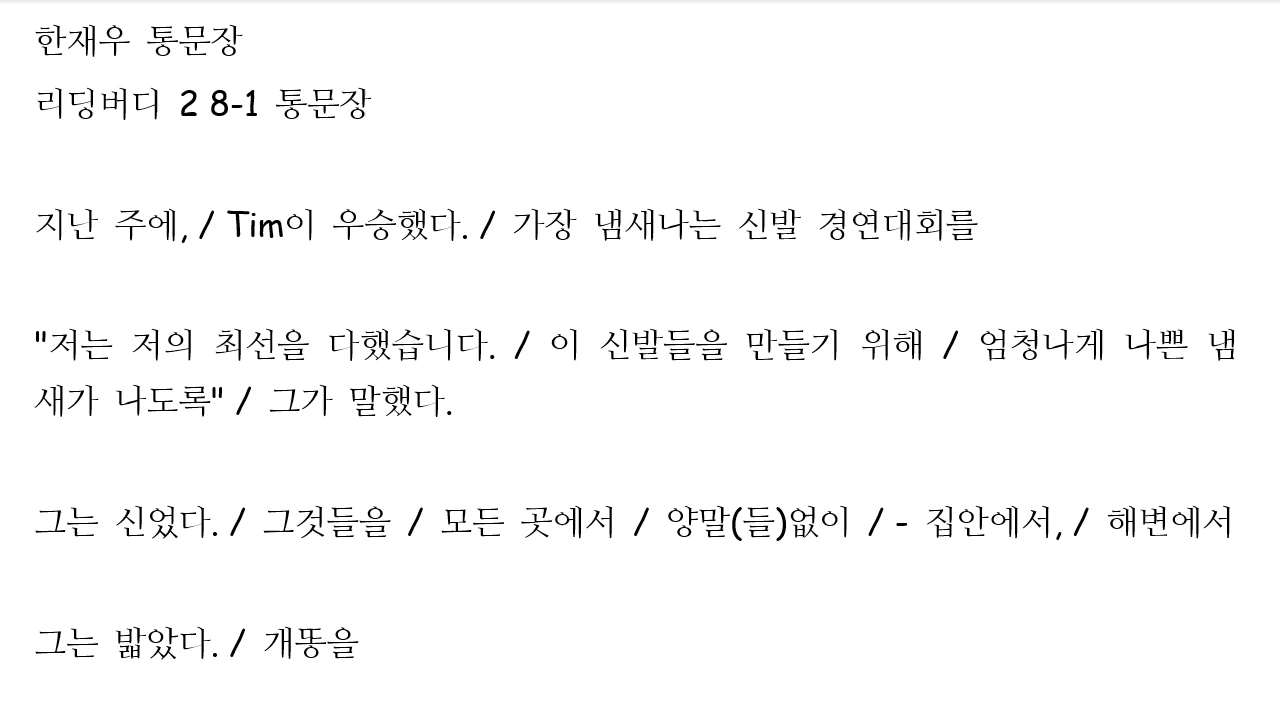 한재우 통문장
리딩버디 2 8-1 통문장
지난 주에, / Tim이 우승했다. / 가장 냄새나는 신발 경연대회를
"저는 저의 최선을 다했습니다. / 이 신발들을 만들기 위해 / 엄청나게 나쁜 냄
새가 나도록" / 그가 말했다.
그는 신었다. / 그것들을 / 모든 곳에서 / 양말(들)없이 / - 집안에서, / 해변에서
그는 밟았다. / 개똥을